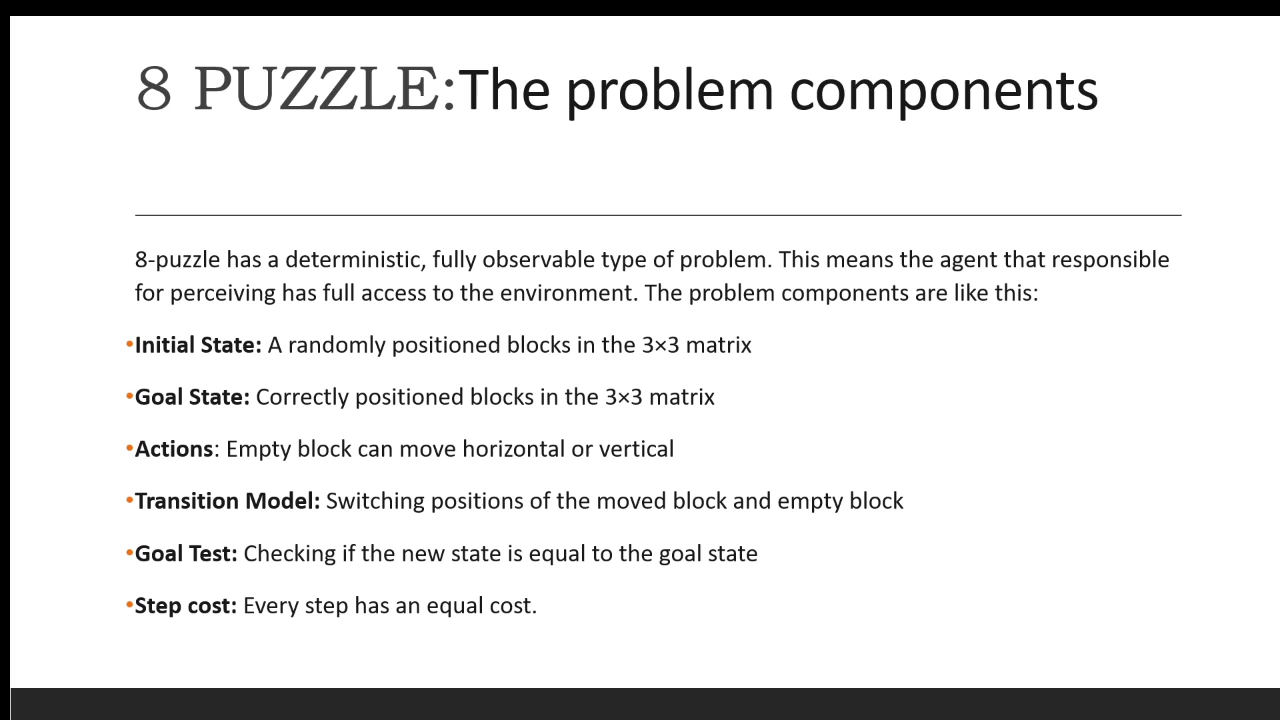 8 PUZZLE:The problem components
8-puzzle has a deterministic, fully observable type of problem. This means the agent that responsible
for perceiving has full access to the environment. The problem components are like this:
•Initial State: A randomly positioned blocks in the 3×3 matrix
•Goal State: Correctly positioned blocks in the 3×3 matrix
•Actions: Empty block can move horizontal or vertical
•Transition Model: Switching positions of the moved block and empty block
•Goal Test: Checking if the new state is equal to the goal state
•Step cost: Every step has an equal cost.